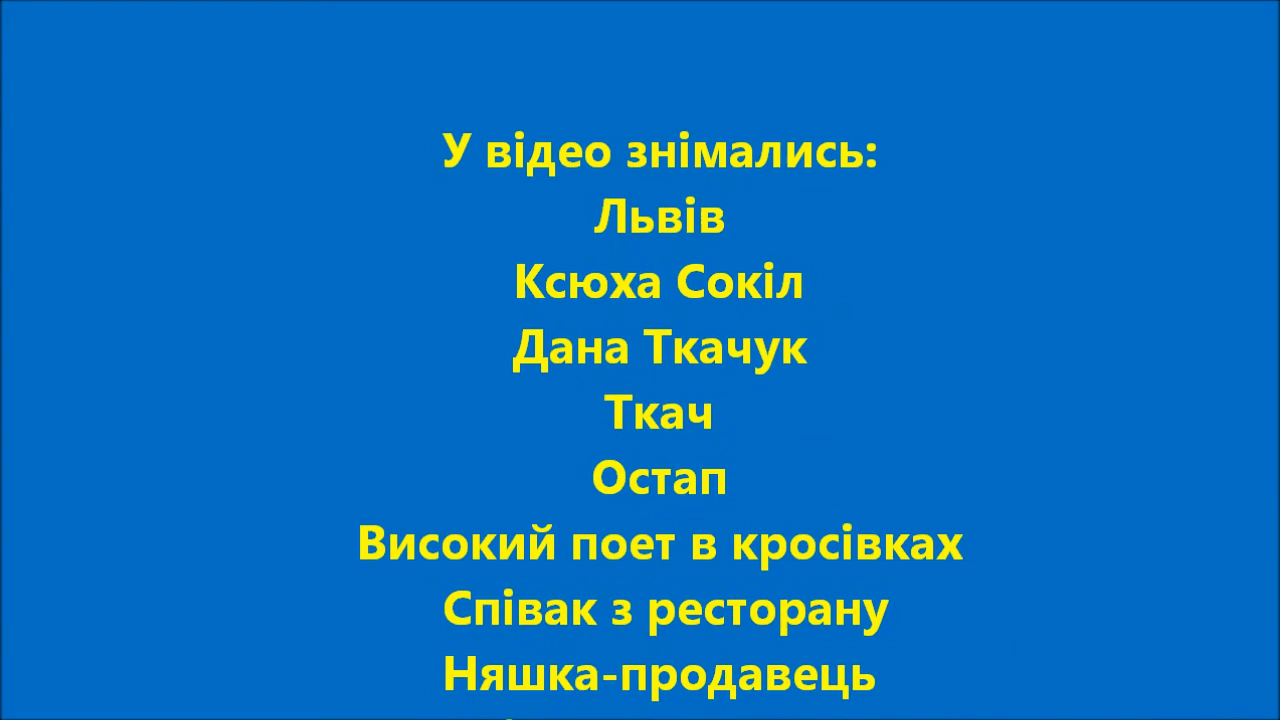 У відео знімались:
Львів
Ксюха Сокіл
Дана Ткачук
Ткач
Остап
Високий поет в кросівках
Співак з ресторану
Няшка-продавець